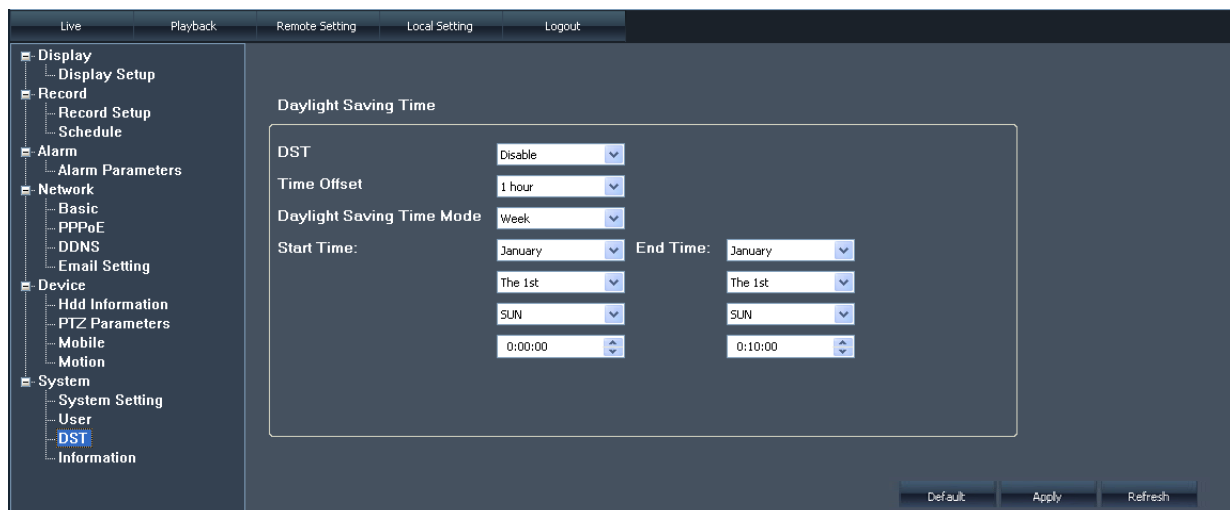 Live Playback Remote Setting Local Setting Logout
Display
Display Setup
Record
Record Setup
Schedule
Alarm
Alarm Parameters
Network
Basic
PPPoE
DDNS
Email Setting
Device
Hdd Information
PTZ Parameters
Mobile
Motion
System
System Setting
User
DST
Information
Daylight Saving Time
DST Disable
Time Offset 1 hour
Daylight Saving Time Mode Week
Start Time: January End Time: January
The 1st The 1st
SUN SUN
0:00:00 0:10:00
Default Apply Refresh